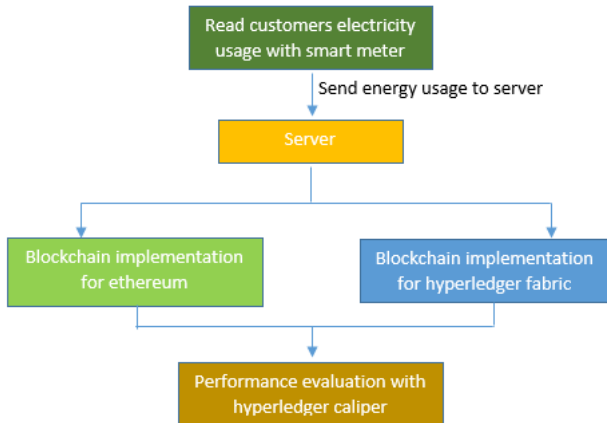 Read customers electricity
usage with smart meter
Send energy usage to server
Server
Blockchain implementation
for ethereum
Blockchain implementation
for hyperledger fabric
Performance evaluation with
hyperledger caliper